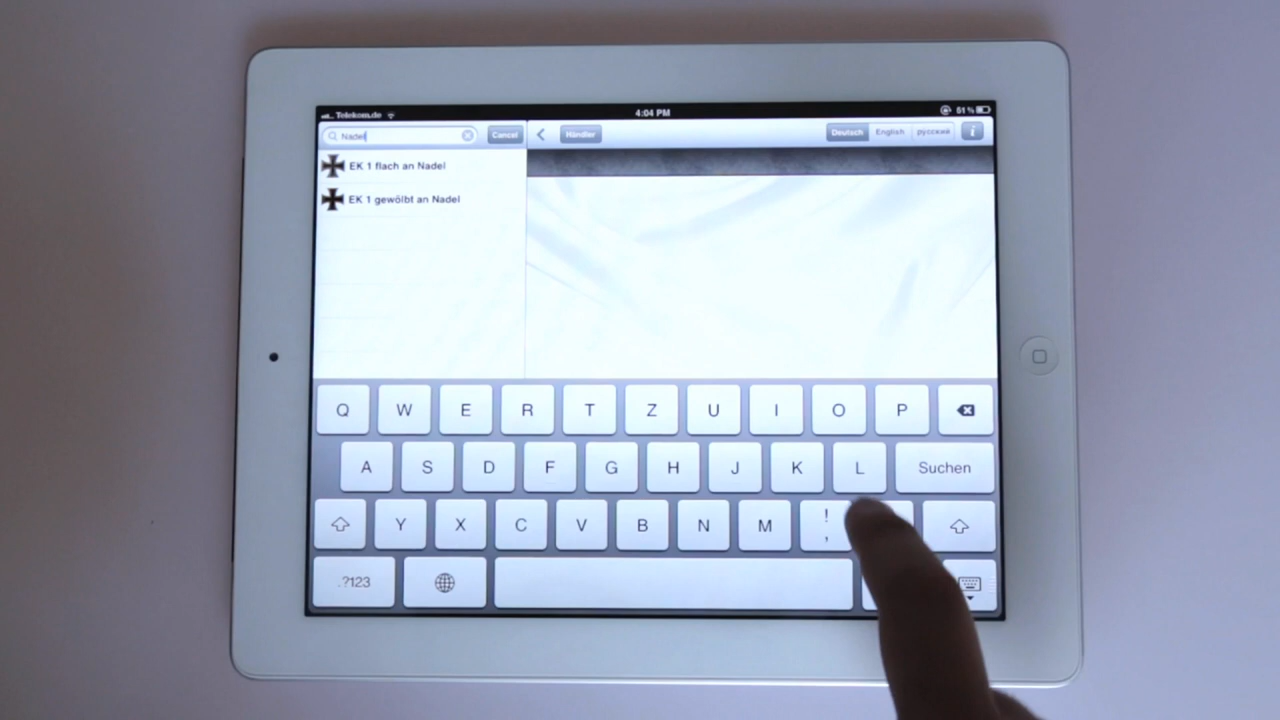 Telekom.de 4:04 PM 61%
Nadel Cancel Händler Deutsch English русский i
EK 1 flach an Nadel
EK 1 gewölbt an Nadel
Q W E R T Z U I O P
A S D F G H J K L Suchen
Y X C V B N M ! ,
.?123